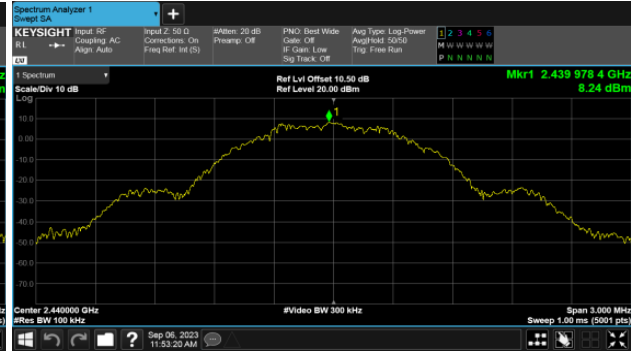 Spectrum Analyzer 1
Swept SA
+
KEYSIGHT Input: RF Input Z: 50 Ω #Atten: 20 dB PNO: Best Wide Avg Type: Log-Power 1 2 3 4 5 6
RL Coupling: AC Corrections: On Preamp: Off Gate: Off Avg|Hold: 50/50 M W W W W W
Align: Auto Freq Ref: Int (S) IF Gain: Low Trig: Free Run
Sig Track: Off P N N N N N
LXI
1 Spectrum
Scale/Div 10 dB
Ref Lvl Offset 10.50 dB
Ref Level 20.00 dBm
Mkr1 2.439 978 4 GHz
8.24 dBm
Log
1
10.0
0.00
-10.0
-20.0
-30.0
-40.0
-50.0
-60.0
-70.0
Center 2.440000 GHz #Video BW 300 kHz Span 3.000 MHz
#Res BW 100 kHz Sweep 1.00 ms (5001 pts)
? Sep 06, 2023
11:53:20 AM